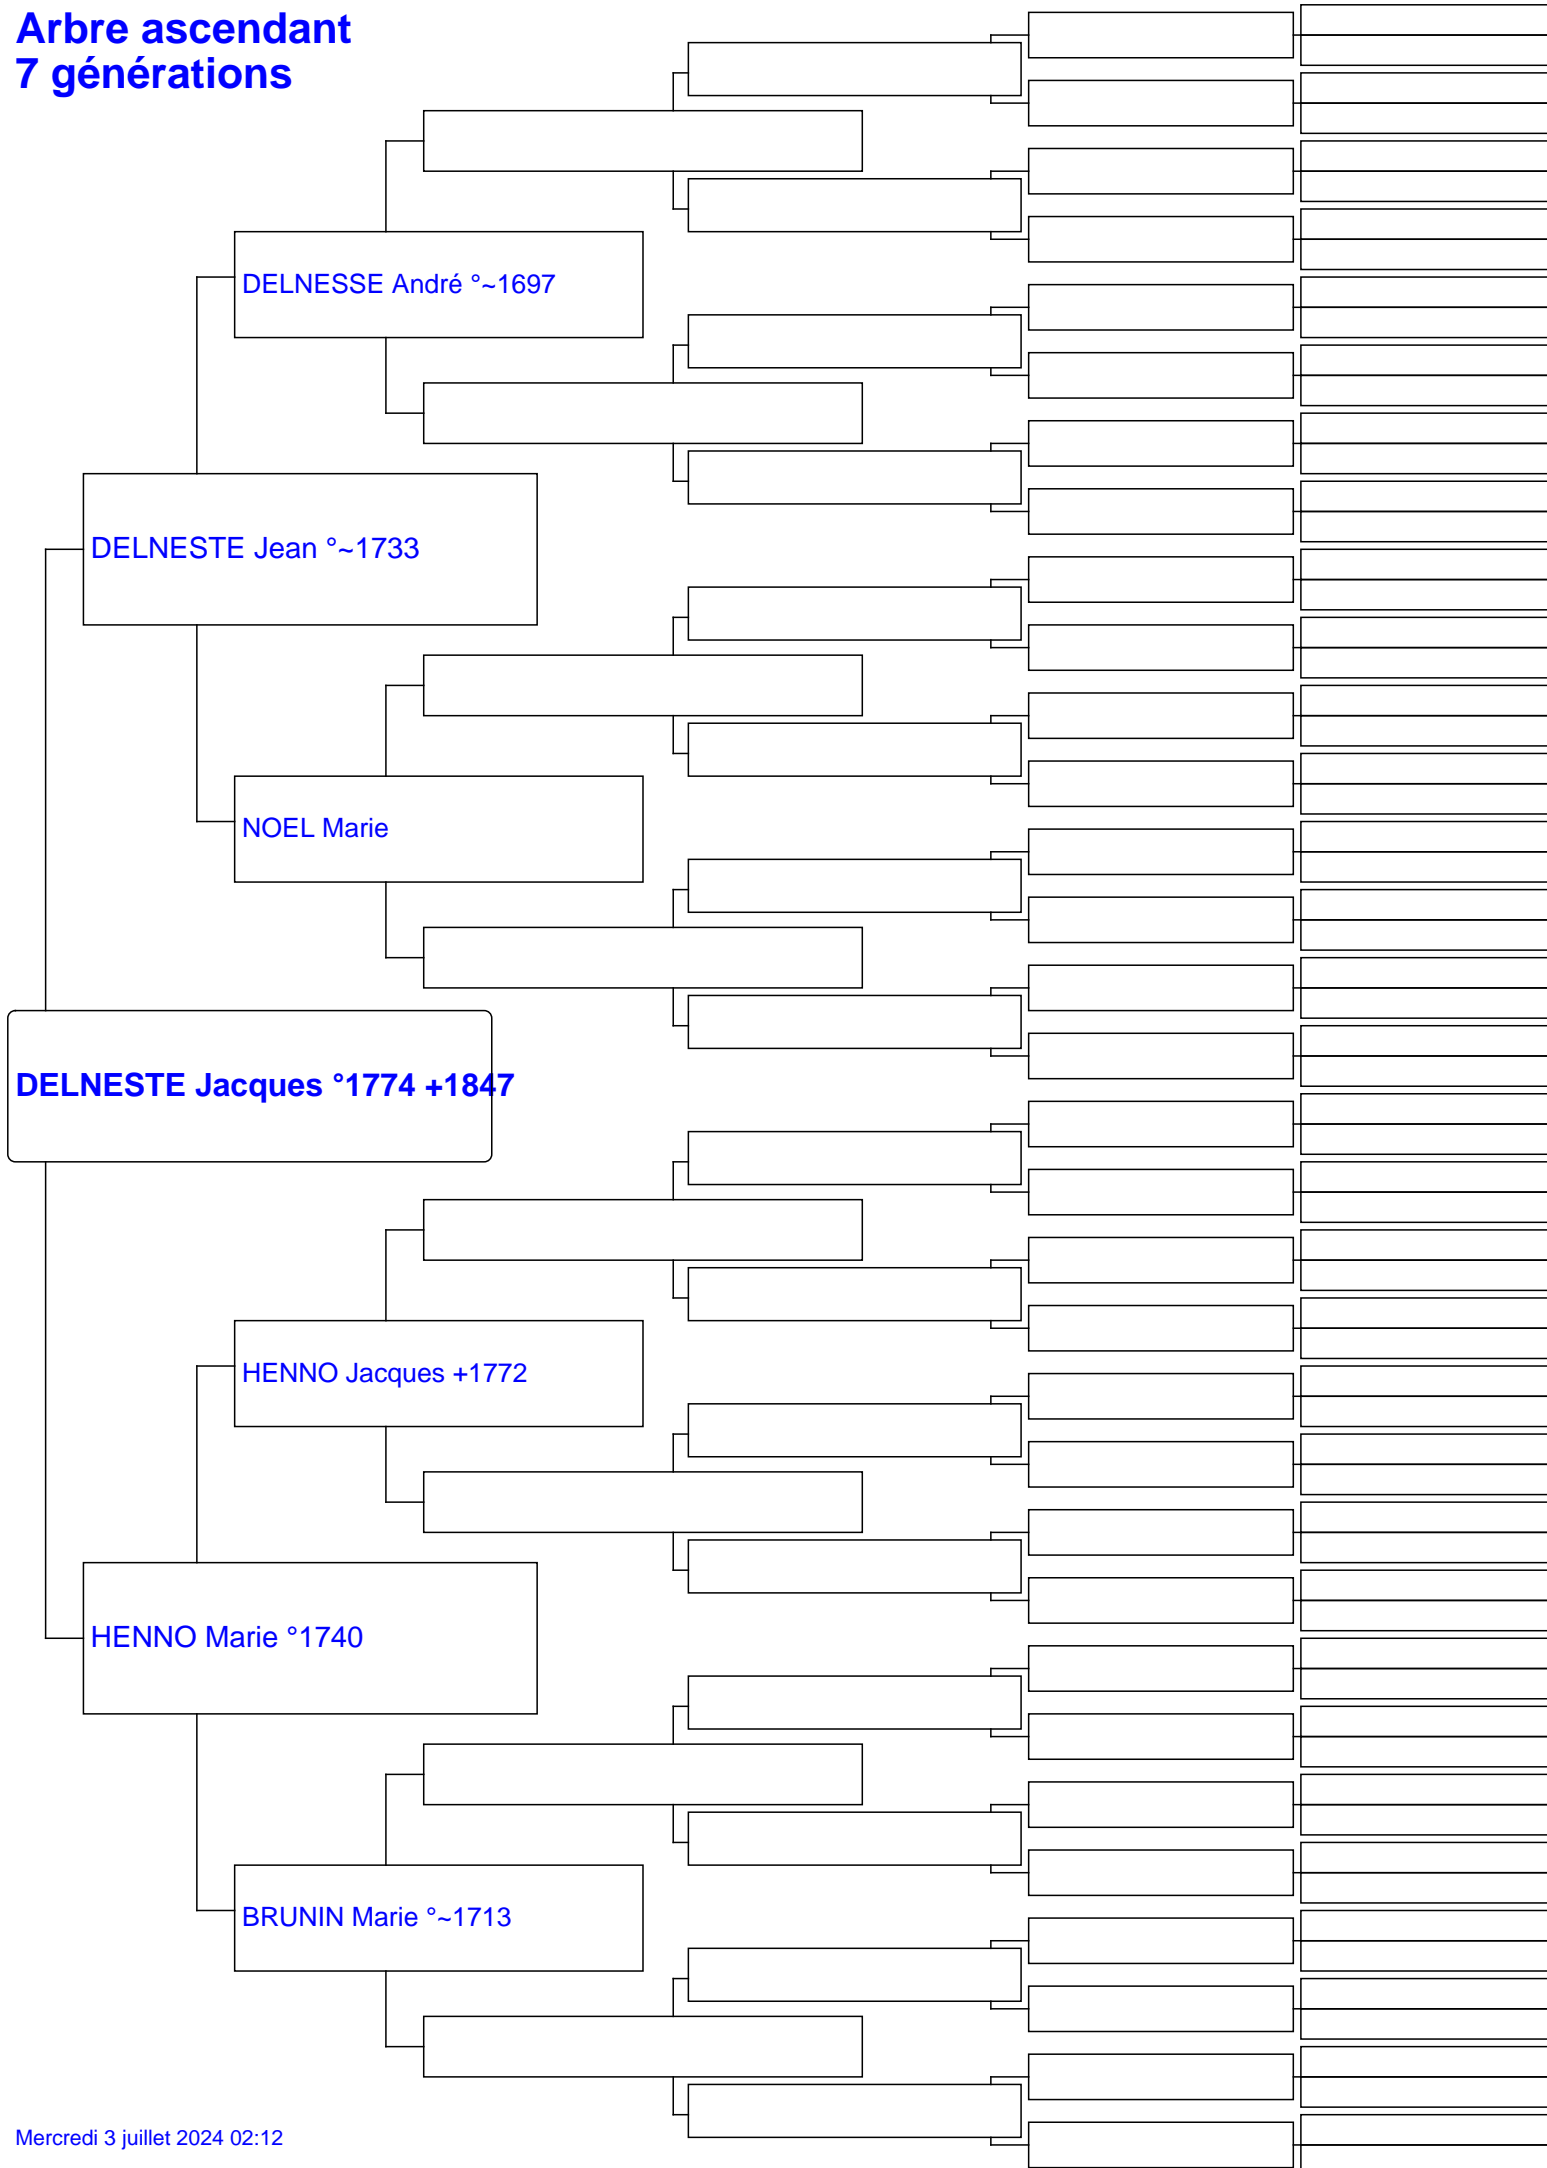 Arbre ascendant
7 générations
DELNESSE André °~1697
DELNESTE Jean °~1733
NOEL Marie
DELNESTE Jacques °1774 +1847
HENNO Jacques +1772
HENNO Marie °1740
BRUNIN Marie °~1713
Mercredi 3 juillet 2024 02:12